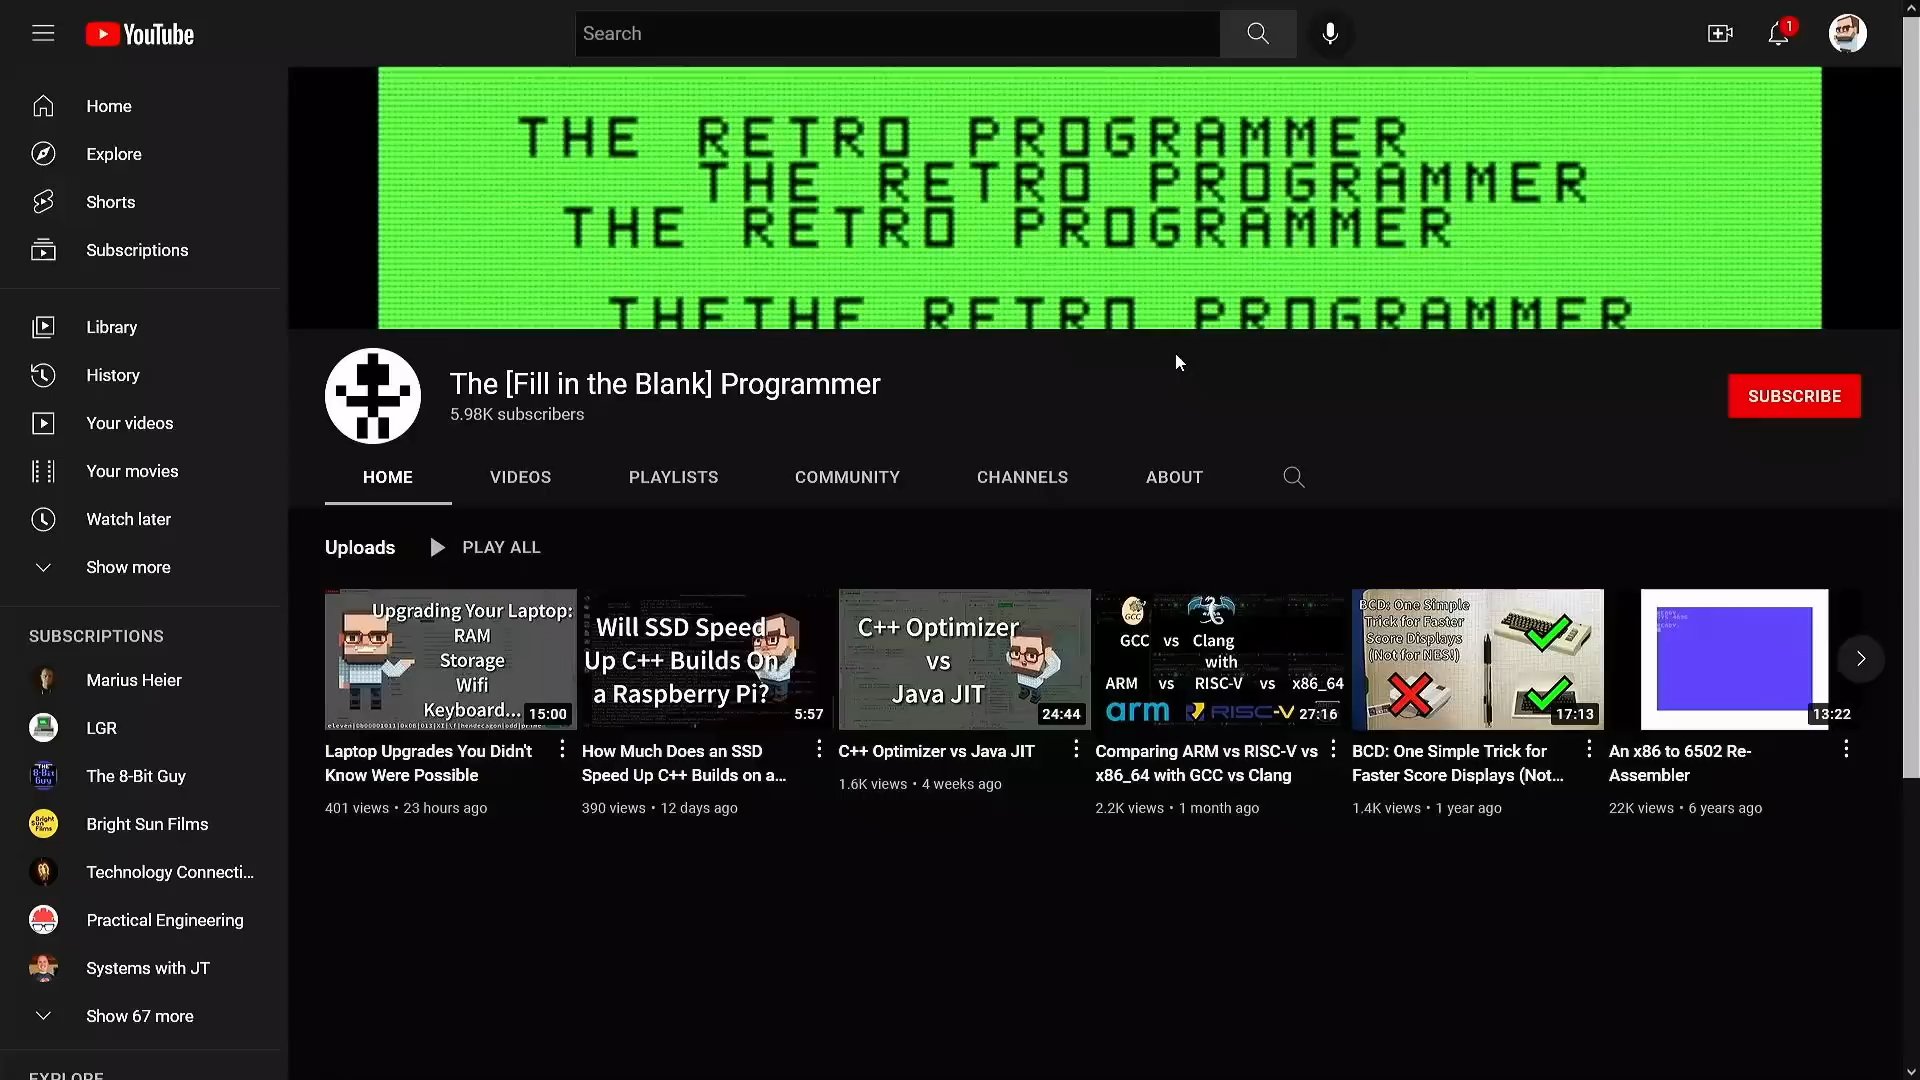 YouTube
Search
1
Home
Explore
Shorts
Subscriptions
Library
History
Your videos
Your movies
Watch later
Show more
SUBSCRIPTIONS
Marius Heier
LGR
The 8-Bit Guy
Bright Sun Films
Technology Connecti...
Practical Engineering
Systems with JT
Show 67 more
EXPLORE
THE RETRO PROGRAMMER
THE RETRO PROGRAMMER
THE RETRO PROGRAMMER
THETHE RETRO PROGRAMMER
The [Fill in the Blank] Programmer
5.98K subscribers
SUBSCRIBE
HOME
VIDEOS
PLAYLISTS
COMMUNITY
CHANNELS
ABOUT
Uploads
PLAY ALL
Upgrading Your Laptop:
RAM
Storage
Wifi
Keyboard...
15:00
Laptop Upgrades You Didn't
Know Were Possible
401 views • 23 hours ago
Will SSD Speed
Up C++ Builds On
a Raspberry Pi?
5:57
How Much Does an SSD
Speed Up C++ Builds on a...
390 views • 12 days ago
C++ Optimizer
vs
Java JIT
24:44
C++ Optimizer vs Java JIT
1.6K views • 4 weeks ago
GCC
GCC vs Clang
with
ARM vs RISC-V vs x86_64
arm RISC-V
27:16
Comparing ARM vs RISC-V vs
x86_64 with GCC vs Clang
2.2K views • 1 month ago
BCD: One Simple
Trick for Faster
Score Displays
(Not for NES!)
17:13
BCD: One Simple Trick for
Faster Score Displays (Not...
1.4K views • 1 year ago
13:22
An x86 to 6502 Re-
Assembler
22K views • 6 years ago